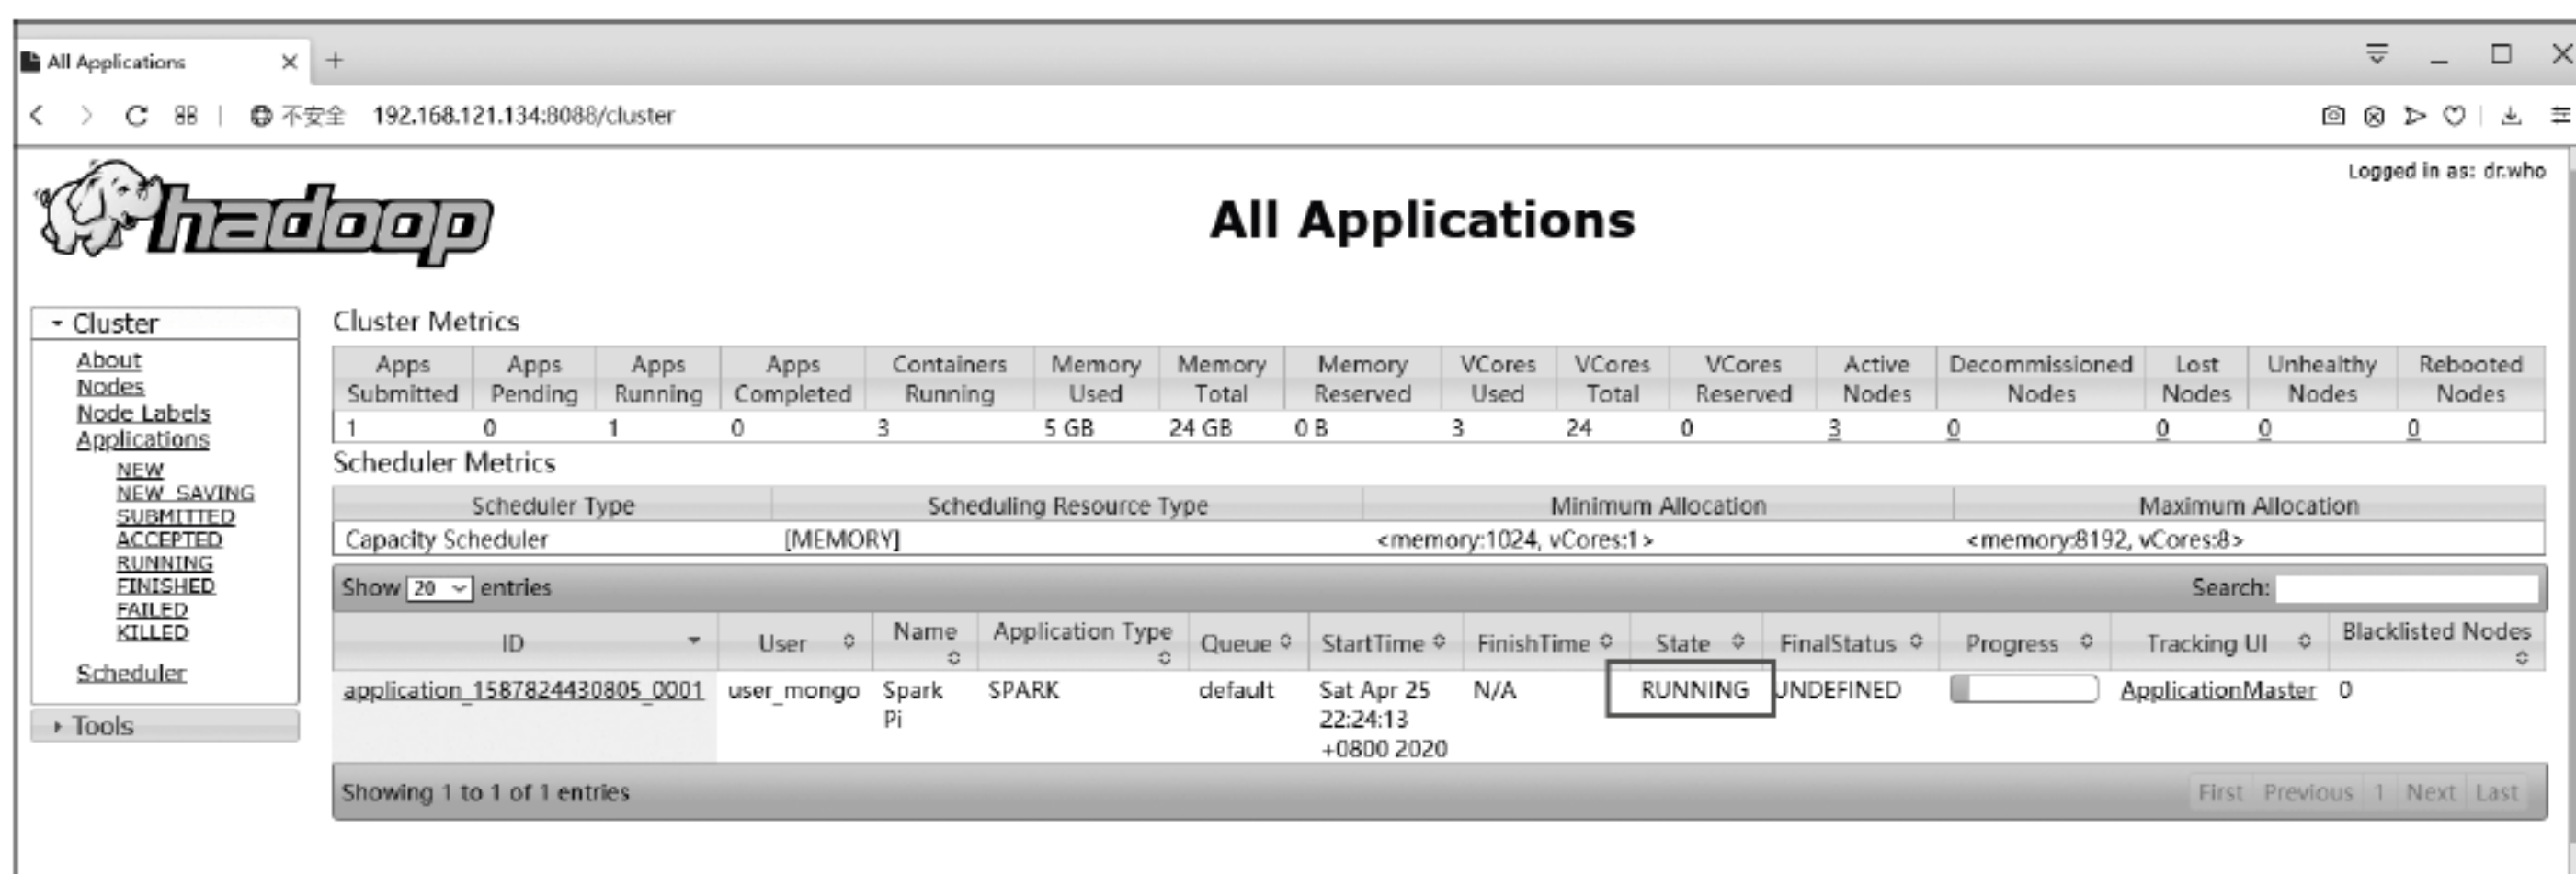 All Applications
不安全 192.168.121.134:8088/cluster
Logged in as: dr.who
hadoop
All Applications
Cluster
About
Nodes
Node Labels
Applications
NEW
NEW_SAVING
SUBMITTED
ACCEPTED
RUNNING
FINISHED
FAILED
KILLED
Scheduler
Tools
Cluster Metrics
Apps Submitted Apps Pending Apps Running Apps Completed Containers Running Memory Used Memory Total Memory Reserved VCores Used VCores Total VCores Reserved Active Nodes Decommissioned Nodes Lost Nodes Unhealthy Nodes Rebooted Nodes
1 0 1 0 3 5 GB 24 GB 0 B 3 24 0 3 0 0 0 0
Scheduler Metrics
Scheduler Type Scheduling Resource Type Minimum Allocation Maximum Allocation
Capacity Scheduler [MEMORY] <memory:1024, vCores:1> <memory:8192, vCores:8>
Show 20 entries Search:
ID User Name Application Type Queue StartTime FinishTime State FinalStatus Progress Tracking UI Blacklisted Nodes
application_1587824430805_0001 user_mongo Spark Pi SPARK default Sat Apr 25 22:24:13 +0800 2020 N/A RUNNING UNDEFINED ApplicationMaster 0
Showing 1 to 1 of 1 entries First Previous 1 Next Last